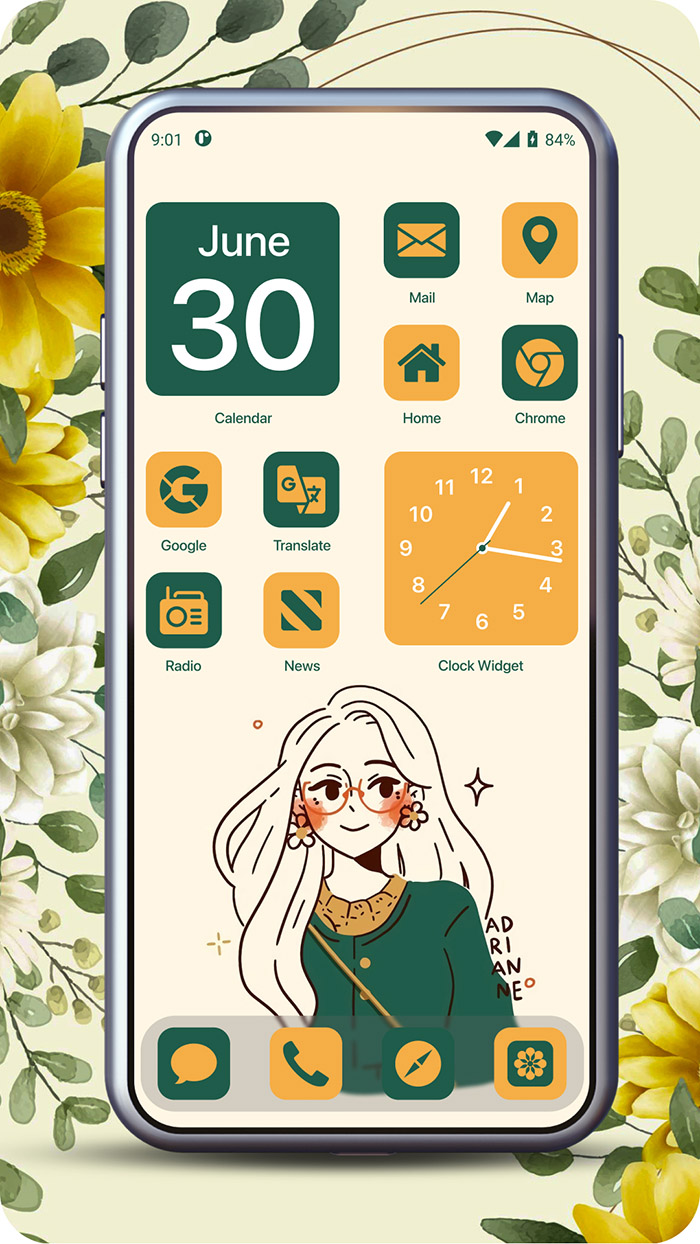 9:01
84%
June
30
Calendar
Mail
Map
Home
Chrome
G
Google
G 文
Translate
Radio
News
12
1
2
3
4
5
6
7
8
9
10
11
Clock Widget
AD
RI
AN
NE